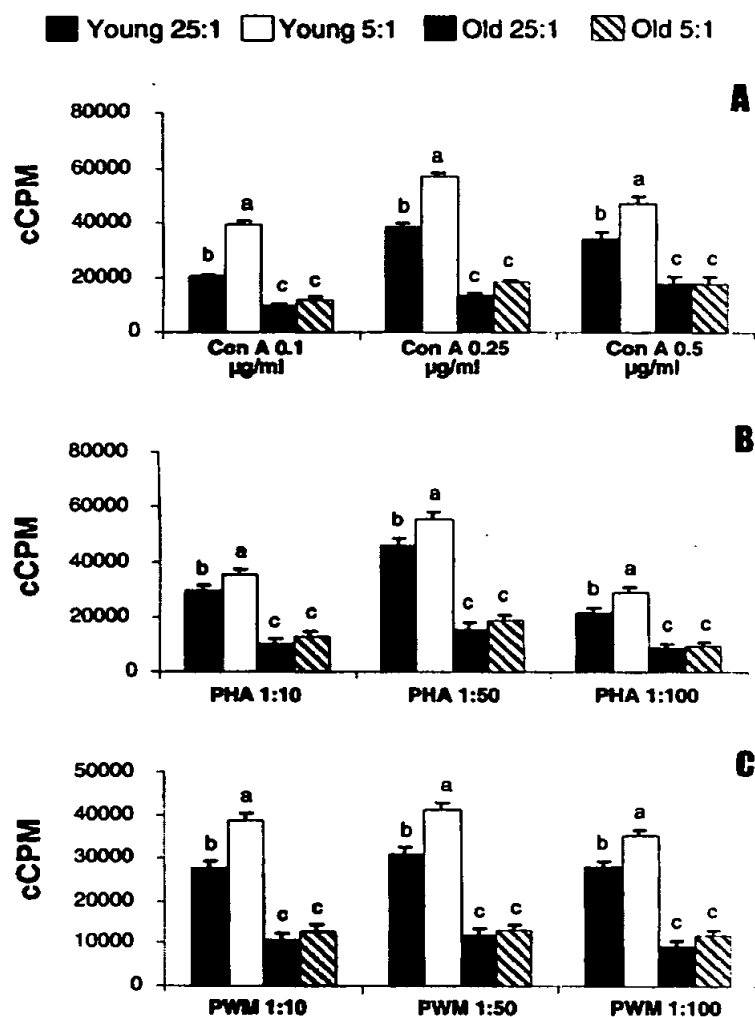 Young 25:1 Young 5:1 Old 25:1 Old 5:1
A
80000
60000
40000
20000
0
cCPM
b a c c
b a c c
b a c c
Con A 0.1 Con A 0.25 Con A 0.5
µg/ml µg/ml µg/ml
B
80000
60000
40000
20000
0
cCPM
b a c c
b a c c
b a c c
PHA 1:10 PHA 1:50 PHA 1:100
C
50000
40000
30000
20000
10000
0
cCPM
b a c c
b a c c
b a c c
PWM 1:10 PWM 1:50 PWM 1:100